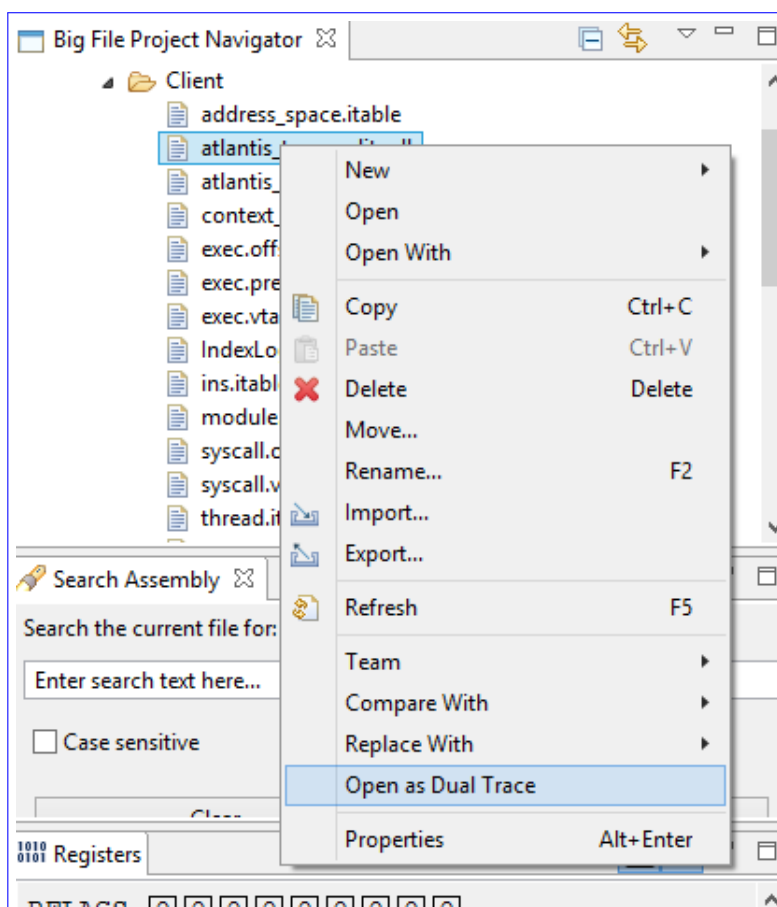 Big File Project Navigator
Client
address_space.itable
atlantis_
atlantis_
context_
exec.off
exec.pre
exec.vta
IndexLo
ins.itabl
module
syscall.o
syscall.v
thread.it
New
Open
Open With
Copy Ctrl+C
Paste Ctrl+V
Delete Delete
Move...
Rename... F2
Import...
Export...
Refresh F5
Team
Compare With
Replace With
Open as Dual Trace
Properties Alt+Enter
Search Assembly
Search the current file for:
Enter search text here...
Case sensitive
1010
0101 Registers